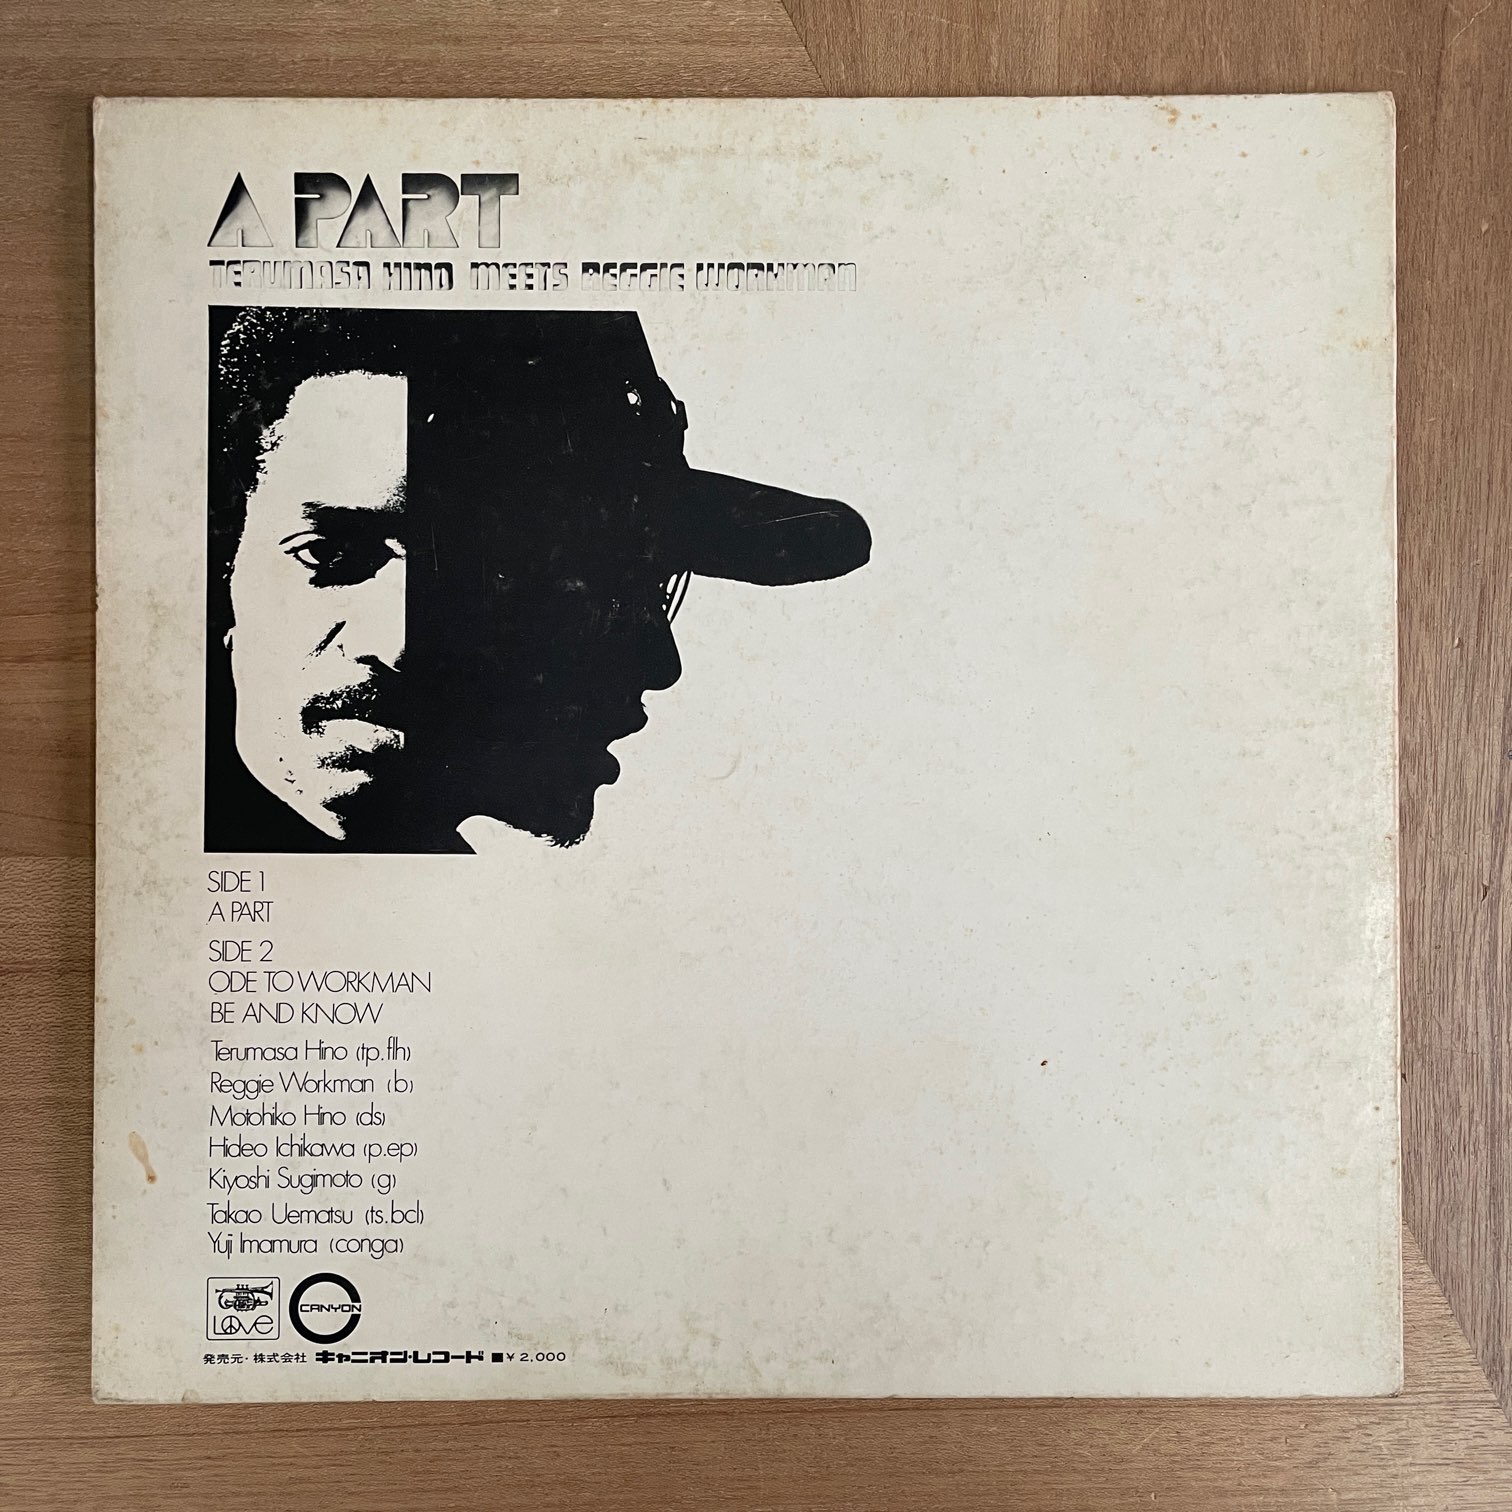 A PART
TERUMASA HINO MEETS REGGIE WORKMAN
SIDE 1
A PART
SIDE 2
ODE TO WORKMAN
BE AND KNOW
Terumasa Hino (tp.flh)
Reggie Workman (b)
Motohiko Hino (ds)
Hideo Ichikawa (p.ep)
Kiyoshi Sugimoto (g)
Takao Uematsu (ts.bcl)
Yuji Imamura (conga)
LOVE
CANYON
発売元・株式会社 キャニオン・レコード ■¥2,000